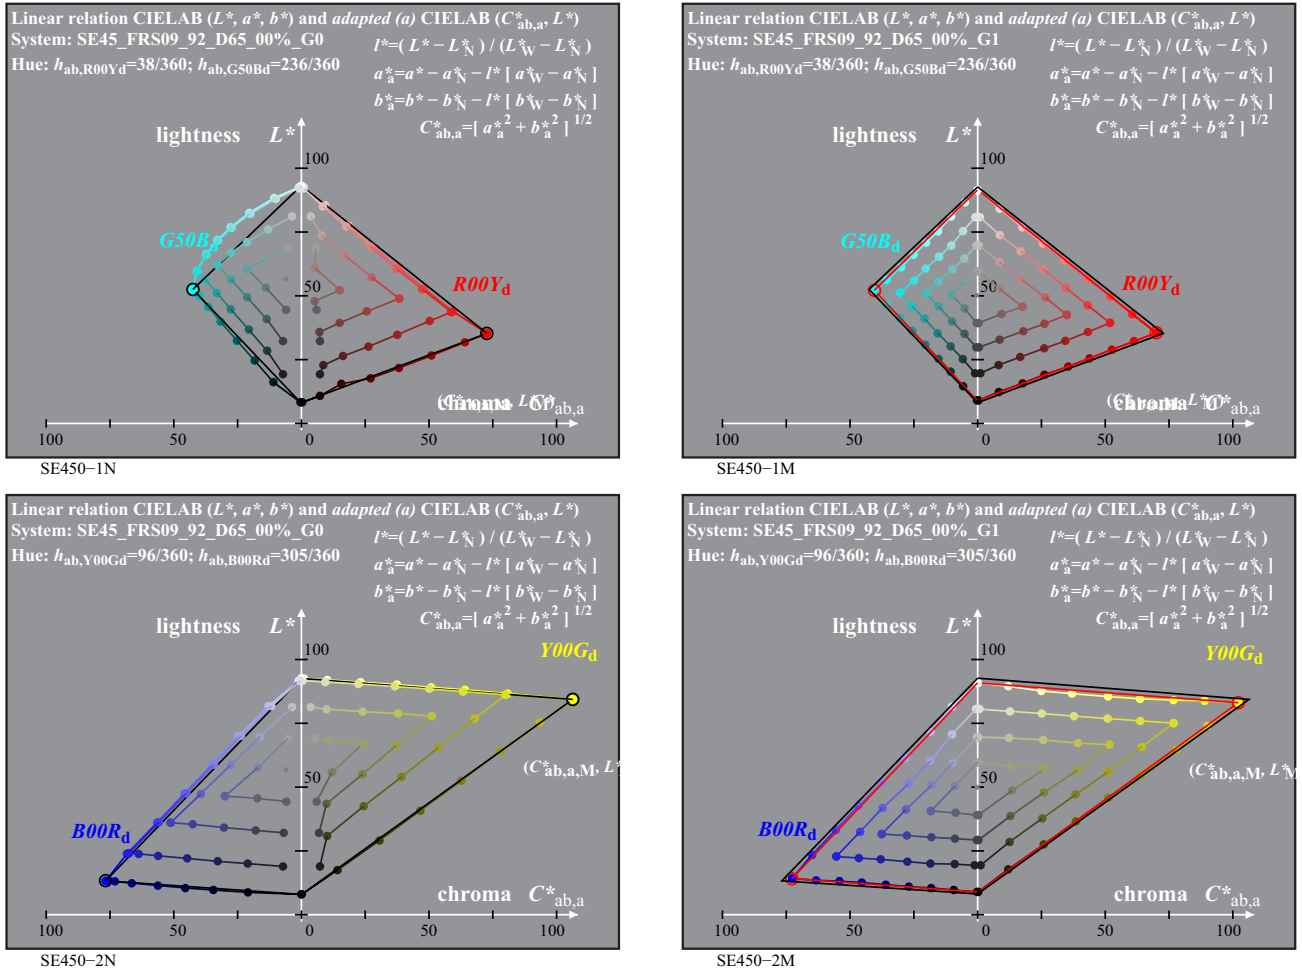 Linear relation CIELAB (L*, a*, b*) and adapted (a) CIELAB (C*ab,a, L*)
System: SE45_FRS09_92_D65_00%_G0
l*=( L* – L*N ) / (L*W – L*N )
Hue: hab,R00Yd=38/360; hab,G50Bd=236/360
a*a=a* – a*N – l* [ a*W – a*N ]
b*a=b* – b*N – l* [ b*W – b*N ]
C*ab,a=[ a*a2 + b*a2 ] 1/2
lightness L*
100
G50Bd
R00Yd
50
chroma C*ab,a
100
50
0
50
100
SE450–1N
Linear relation CIELAB (L*, a*, b*) and adapted (a) CIELAB (C*ab,a, L*)
System: SE45_FRS09_92_D65_00%_G1
l*=( L* – L*N ) / (L*W – L*N )
Hue: hab,R00Yd=38/360; hab,G50Bd=236/360
a*a=a* – a*N – l* [ a*W – a*N ]
b*a=b* – b*N – l* [ b*W – b*N ]
C*ab,a=[ a*a2 + b*a2 ] 1/2
lightness L*
100
G50Bd
R00Yd
50
chroma C*ab,a
100
50
0
50
100
SE450–1M
Linear relation CIELAB (L*, a*, b*) and adapted (a) CIELAB (C*ab,a, L*)
System: SE45_FRS09_92_D65_00%_G0
l*=( L* – L*N ) / (L*W – L*N )
Hue: hab,Y00Gd=96/360; hab,B00Rd=305/360
a*a=a* – a*N – l* [ a*W – a*N ]
b*a=b* – b*N – l* [ b*W – b*N ]
C*ab,a=[ a*a2 + b*a2 ] 1/2
lightness L*
Y00Gd
100
(C*ab,a,M, L*
50
B00Rd
chroma C*ab,a
100
50
0
50
100
SE450–2N
Linear relation CIELAB (L*, a*, b*) and adapted (a) CIELAB (C*ab,a, L*)
System: SE45_FRS09_92_D65_00%_G1
l*=( L* – L*N ) / (L*W – L*N )
Hue: hab,Y00Gd=96/360; hab,B00Rd=305/360
a*a=a* – a*N – l* [ a*W – a*N ]
b*a=b* – b*N – l* [ b*W – b*N ]
C*ab,a=[ a*a2 + b*a2 ] 1/2
lightness L*
Y00Gd
100
(C*ab,a,M, L*M
50
B00Rd
chroma C*ab,a
100
50
0
50
100
SE450–2M